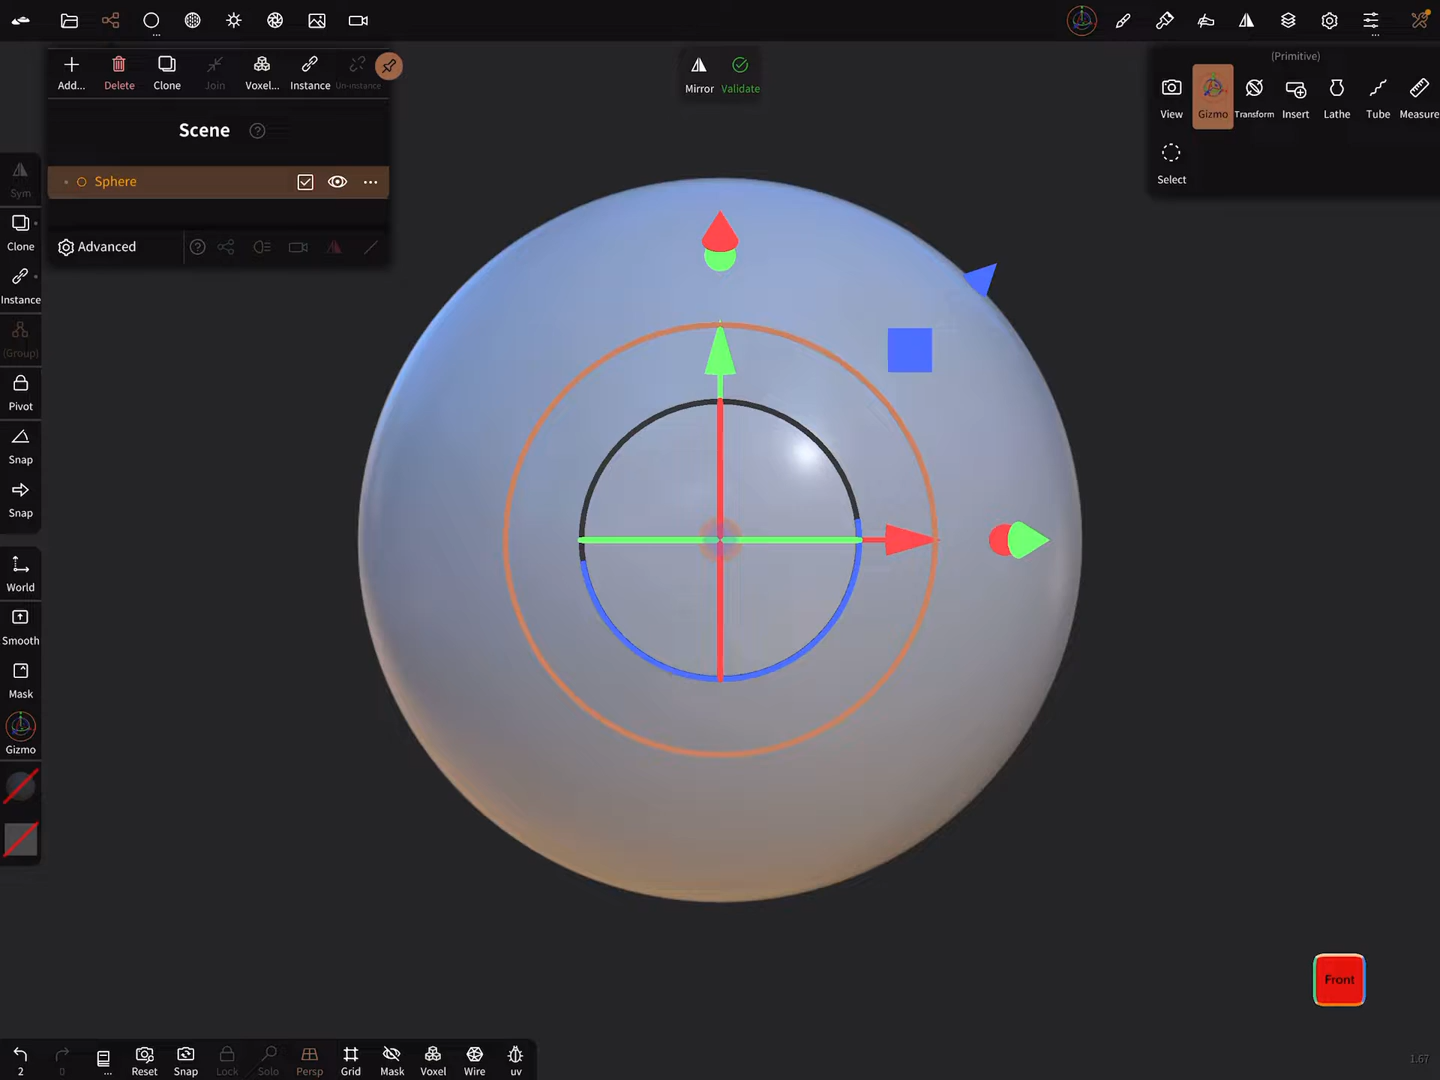 Add...
Delete
Clone
Join
Voxel...
Instance
Un-instance
Scene
?
Sphere
...
Advanced
?
Mirror
Validate
(Primitive)
View
Gizmo
Transform
Insert
Lathe
Tube
Measure
Select
Sym
Clone
Instance
(Group)
Pivot
Snap
Snap
World
Smooth
Mask
Gizmo
Front
2
0
...
Reset
Snap
Lock
Solo
Persp
Grid
Mask
Voxel
Wire
uv
1.67